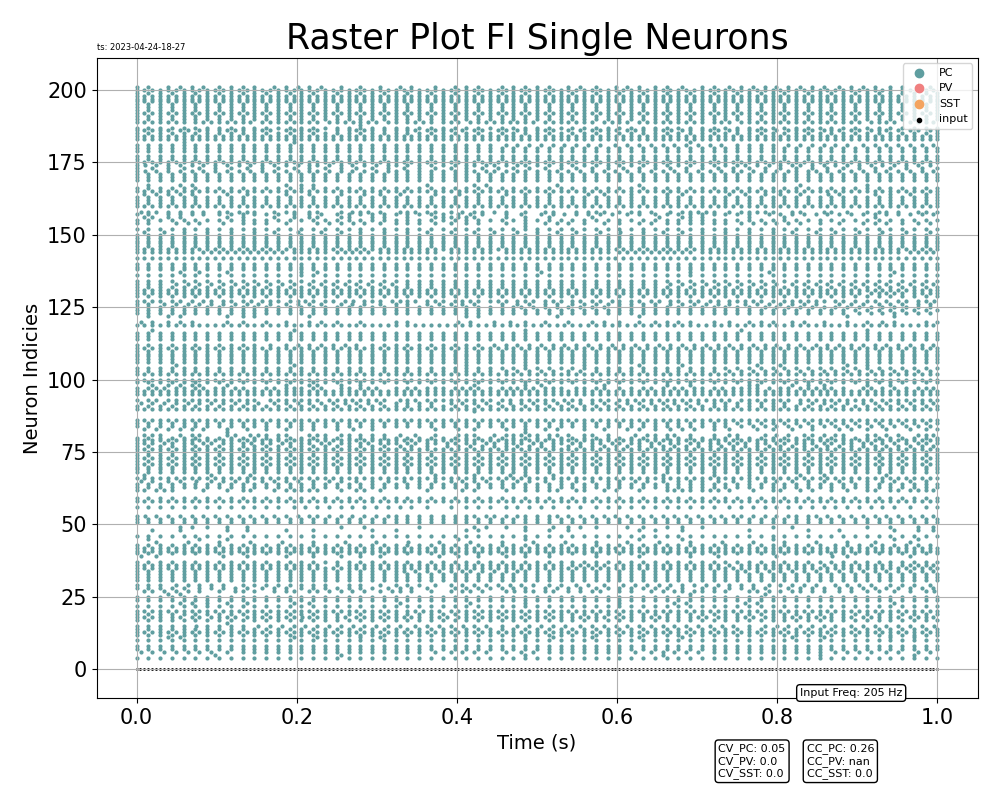 Raster Plot FI Single Neurons
ts: 2023-04-24-18-27
PC
PV
SST
input
200
175
150
125
100
75
50
25
0
Neuron Indicies
Input Freq: 205 Hz
0.0 0.2 0.4 0.6 0.8 1.0
Time (s)
CV_PC: 0.05
CV_PV: 0.0
CV_SST: 0.0
CC_PC: 0.26
CC_PV: nan
CC_SST: 0.0